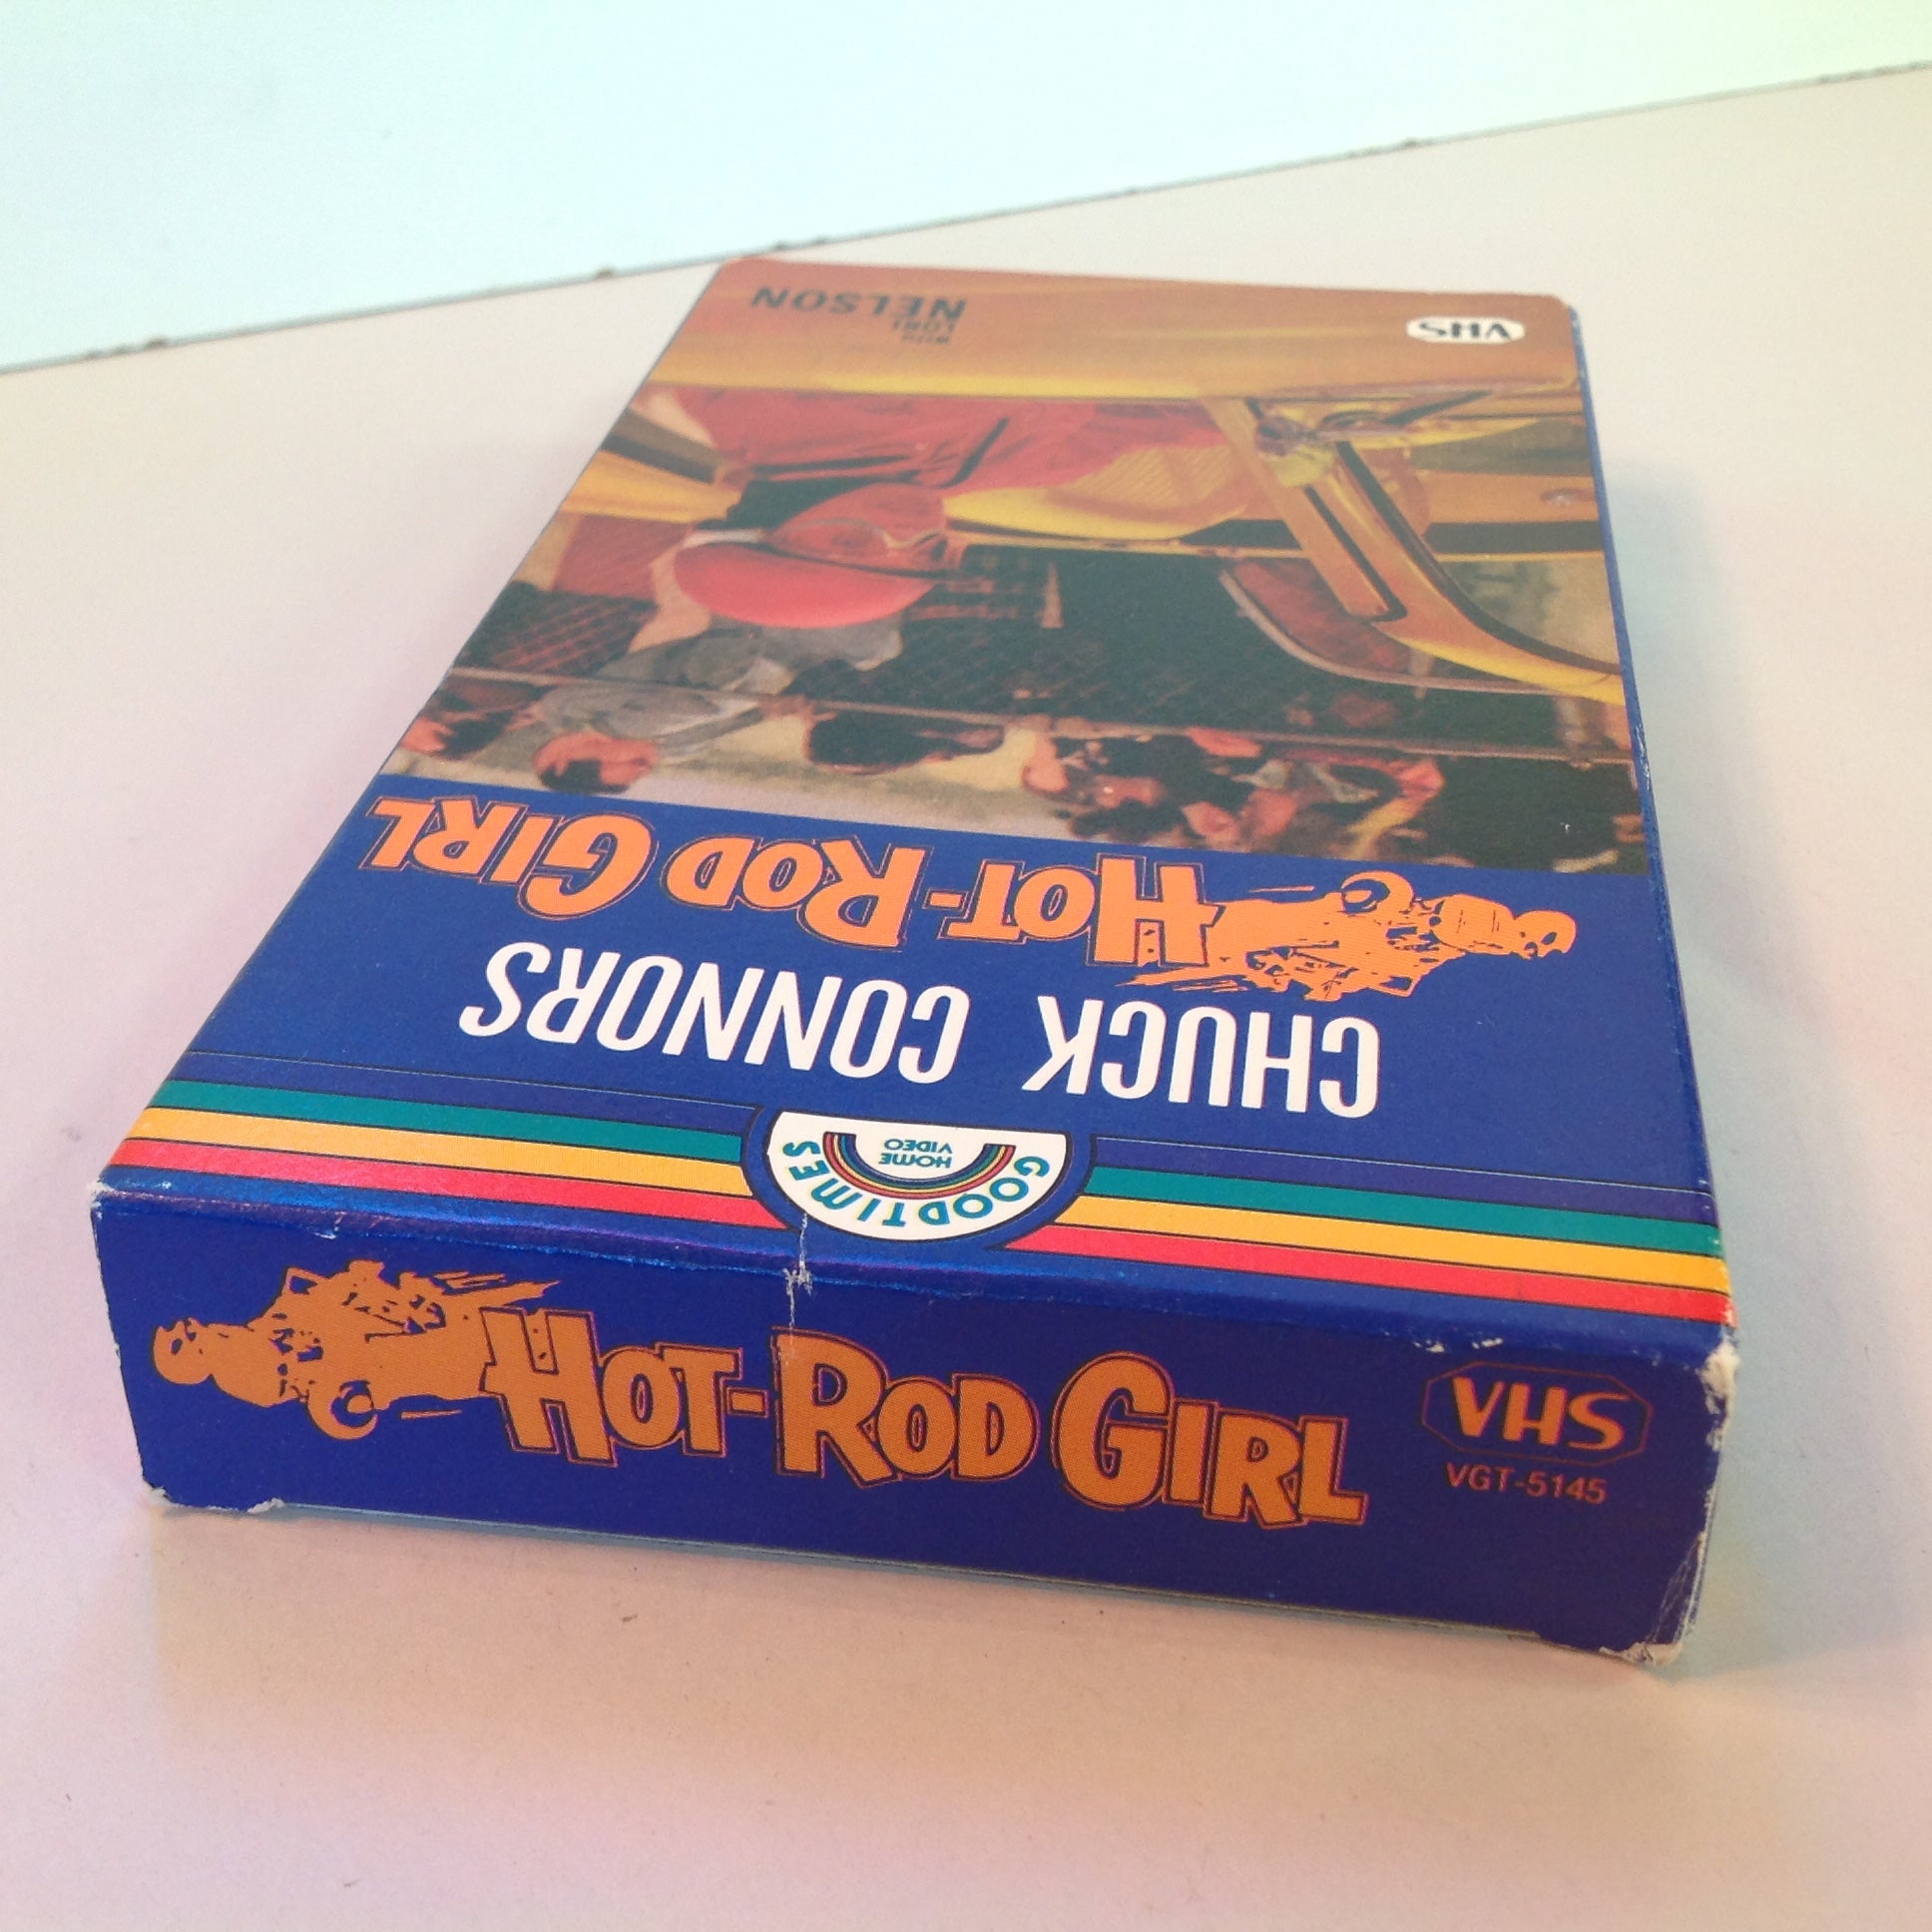 GOODTIMES
HOME
VIDEO
CHUCK CONNORS
HOT-ROD GIRL
WITH
LORI
NELSON
VHS
HOT-ROD GIRL
VHS
VGT-5145